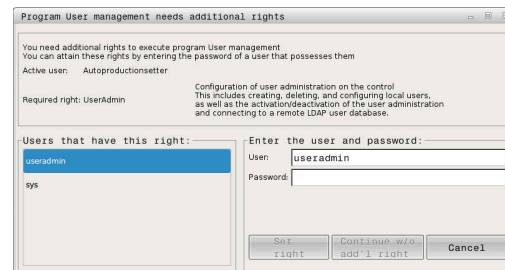 Program User management needs additional rights
You need additional rights to execute program User management
You can attain these rights by entering the password of a user that possesses them
Active user: Autoproductionsetter
Required right: UserAdmin
Configuration of user administration on the control
This includes creating, deleting, and configuring local users,
as well as the activation/deactivation of the user administration
and connecting to a remote LDAP user database.
Users that have this right:
useradmin
sys
Enter the user and password:
User: useradmin
Password:
Set right
Continue w/o add'l right
Cancel